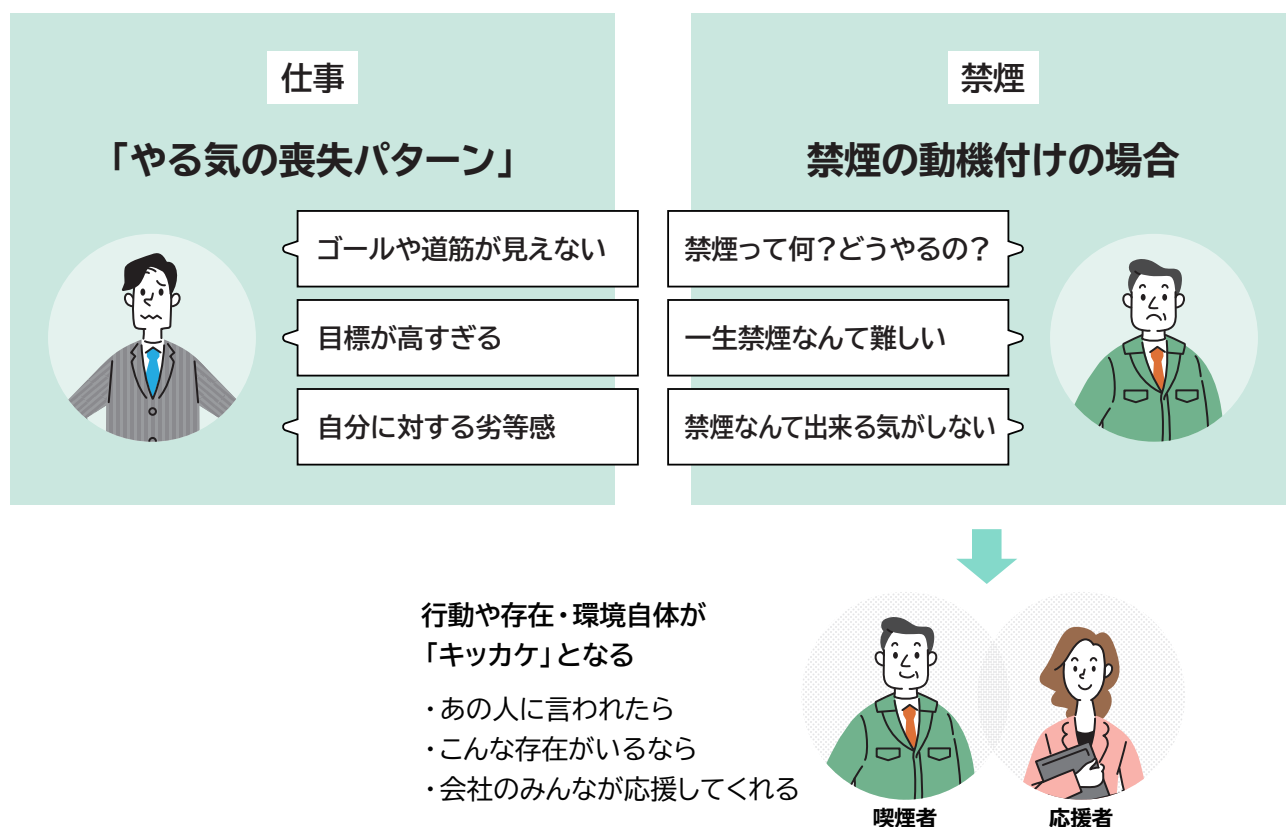 仕事
「やる気の喪失パターン」
ゴールや道筋が見えない
目標が高すぎる
自分に対する劣等感
禁煙
禁煙の動機付けの場合
禁煙って何？どうやるの？
一生禁煙なんて難しい
禁煙なんて出来る気がしない
行動や存在・環境自体が
「キッカケ」となる
・あの人に言われたら
・こんな存在がいるなら
・会社のみんなが応援してくれる
喫煙者
応援者